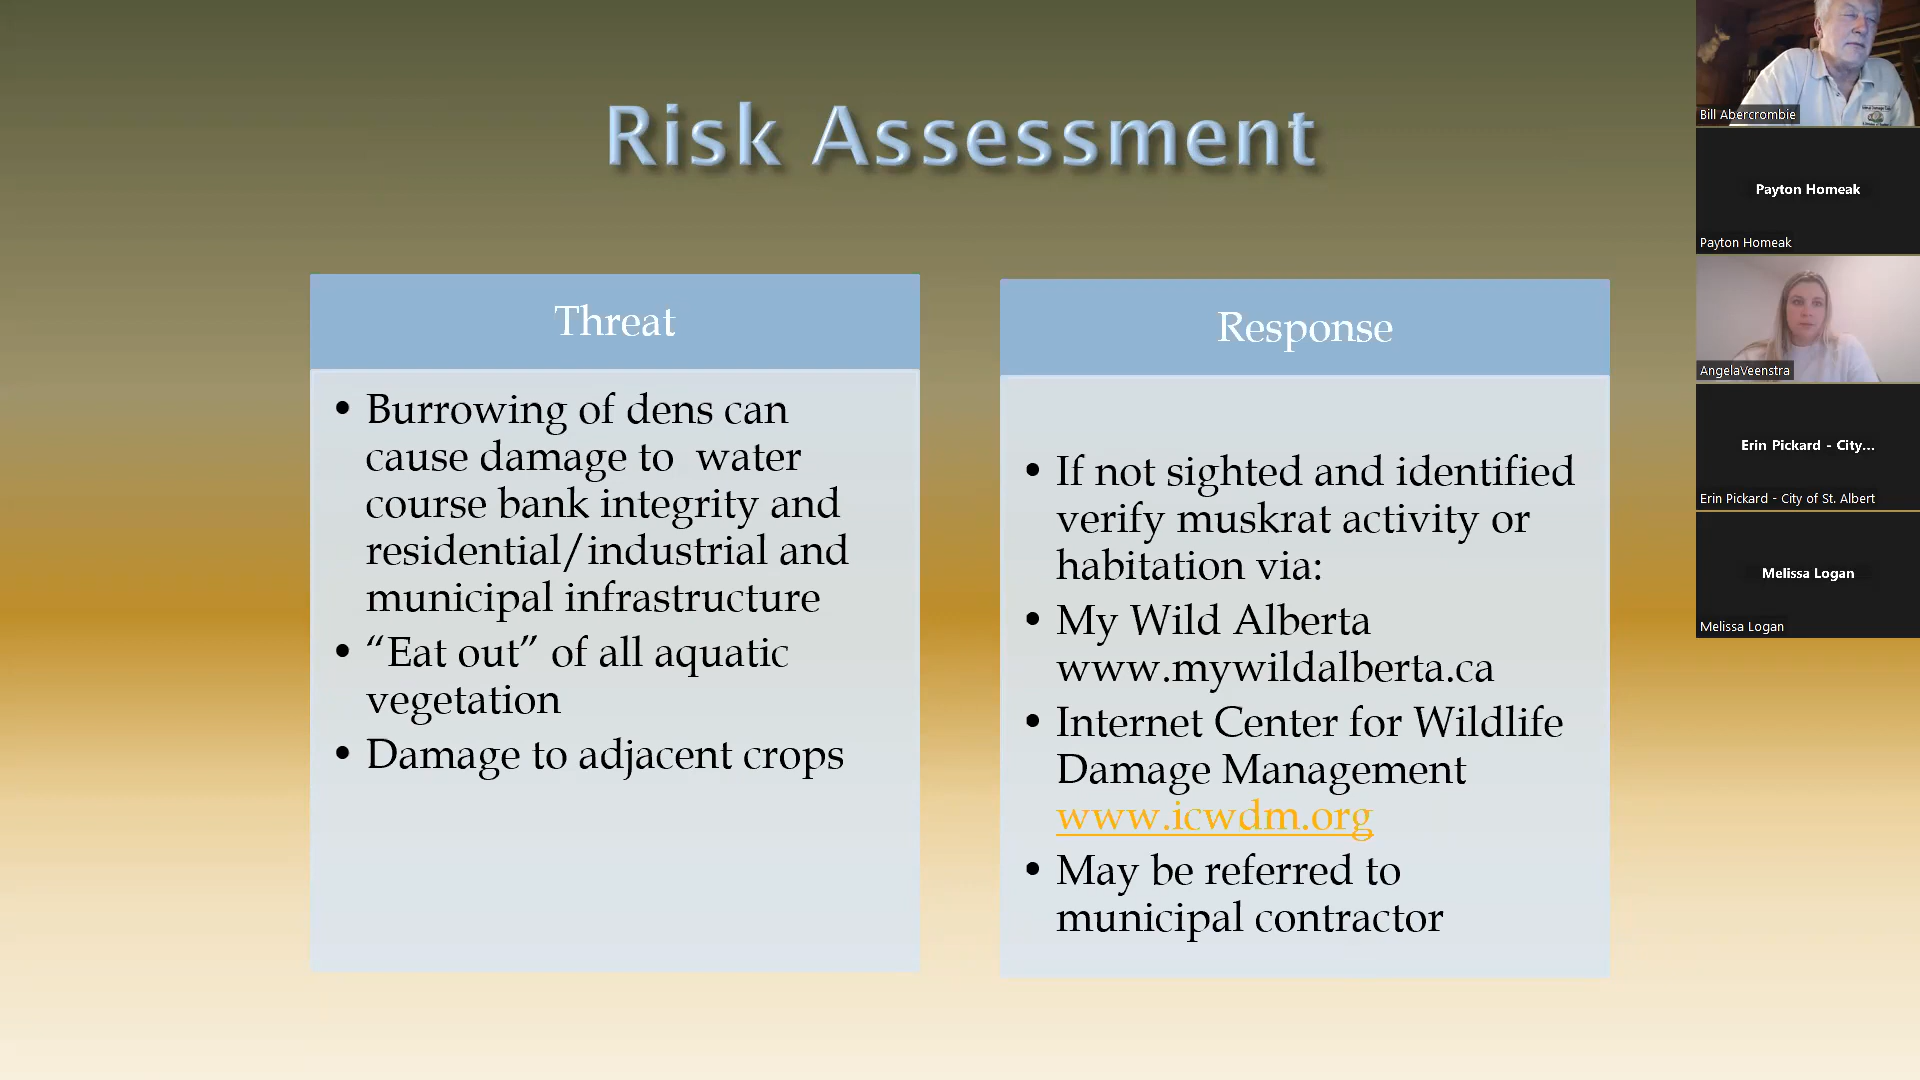 Risk Assessment
Threat
• Burrowing of dens can
cause damage to  water
course bank integrity and
residential/industrial and
municipal infrastructure
• “Eat out” of all aquatic
vegetation
• Damage to adjacent crops
Response
• If not sighted and identified
verify muskrat activity or
habitation via:
• My Wild Alberta
www.mywildalberta.ca
• Internet Center for Wildlife
Damage Management
www.icwdm.org
• May be referred to
municipal contractor
Bill Abercrombie
Payton Homeak
Payton Homeak
AngelaVeenstra
Erin Pickard - City...
Erin Pickard - City of St. Albert
Melissa Logan
Melissa Logan